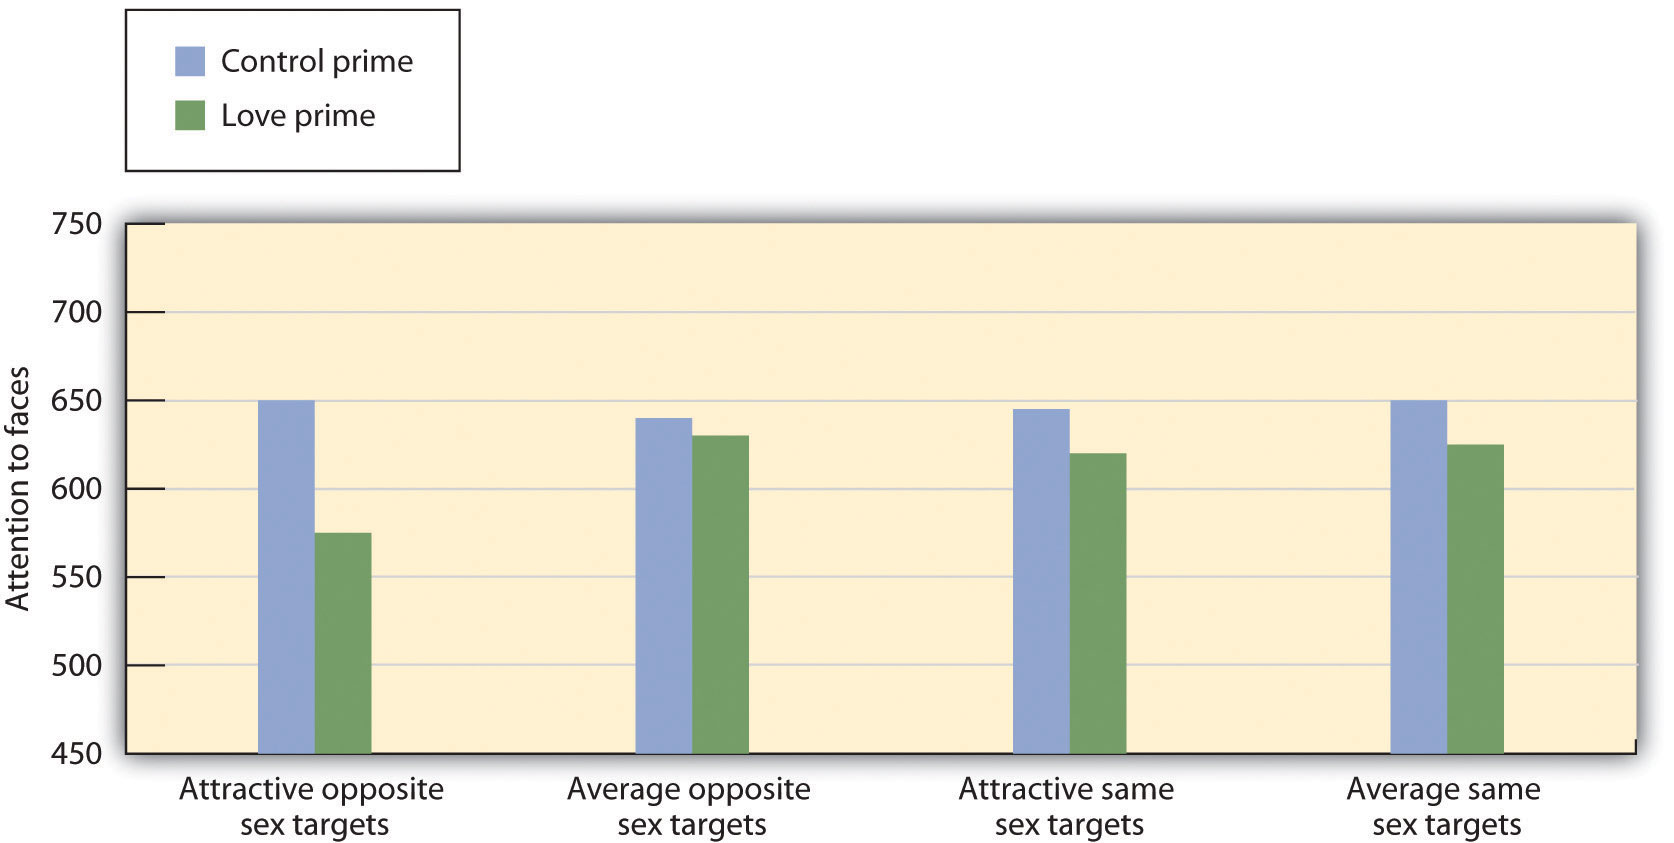 Control prime
Love prime
750
700
650
600
550
500
450
Attention to faces
Attractive opposite
sex targets
Average opposite
sex targets
Attractive same
sex targets
Average same
sex targets